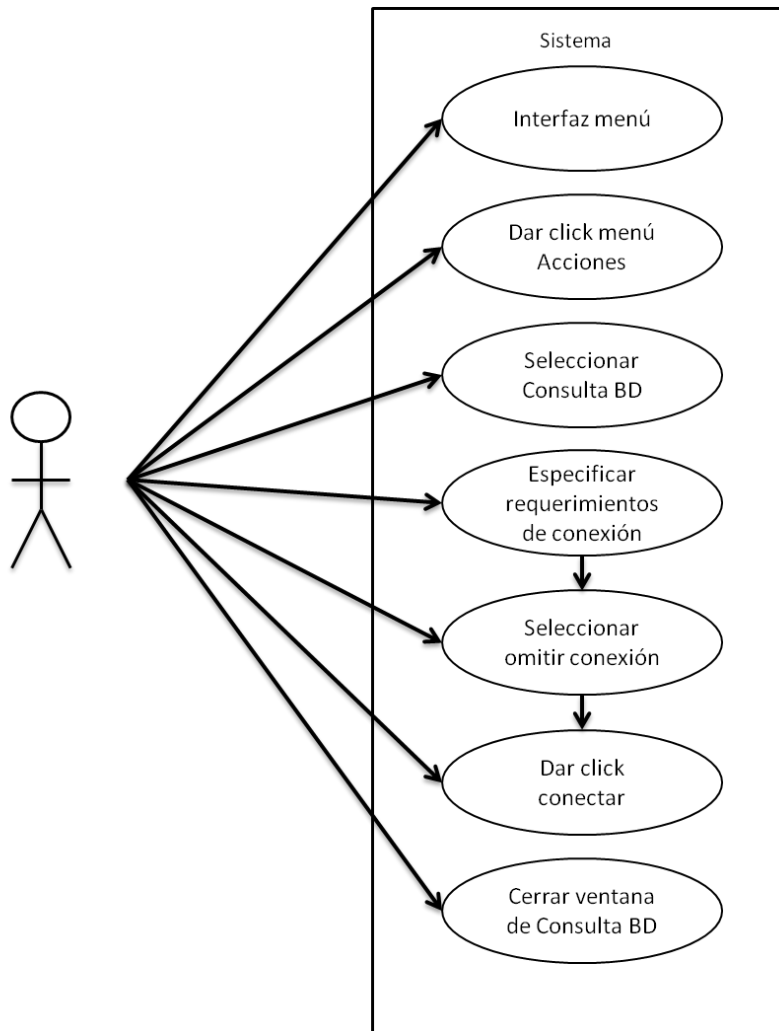 Sistema
Interfaz menú
Dar click menú
Acciones
Seleccionar
Consulta BD
Especificar
requerimientos
de conexión
Seleccionar
omitir conexión
Dar click
conectar
Cerrar ventana
de Consulta BD